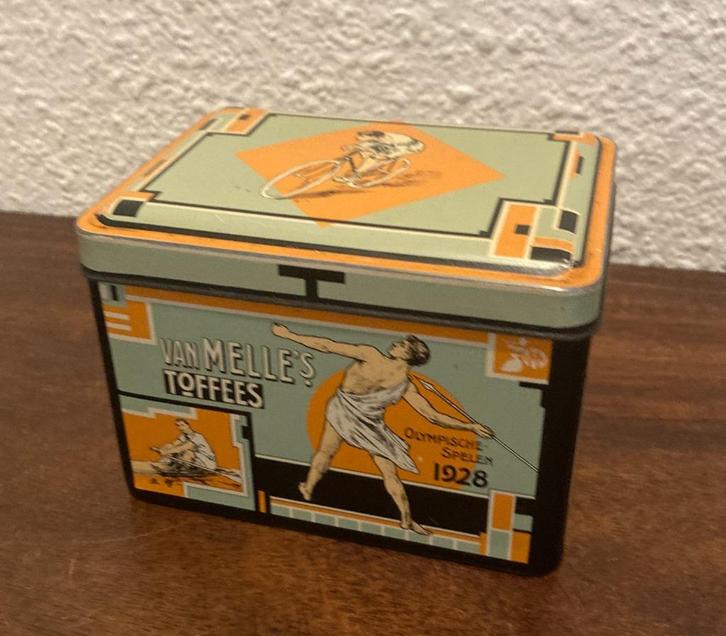 VAN MELLE'S
TOFFEES
OLYMPISCHE
SPELEN
1928